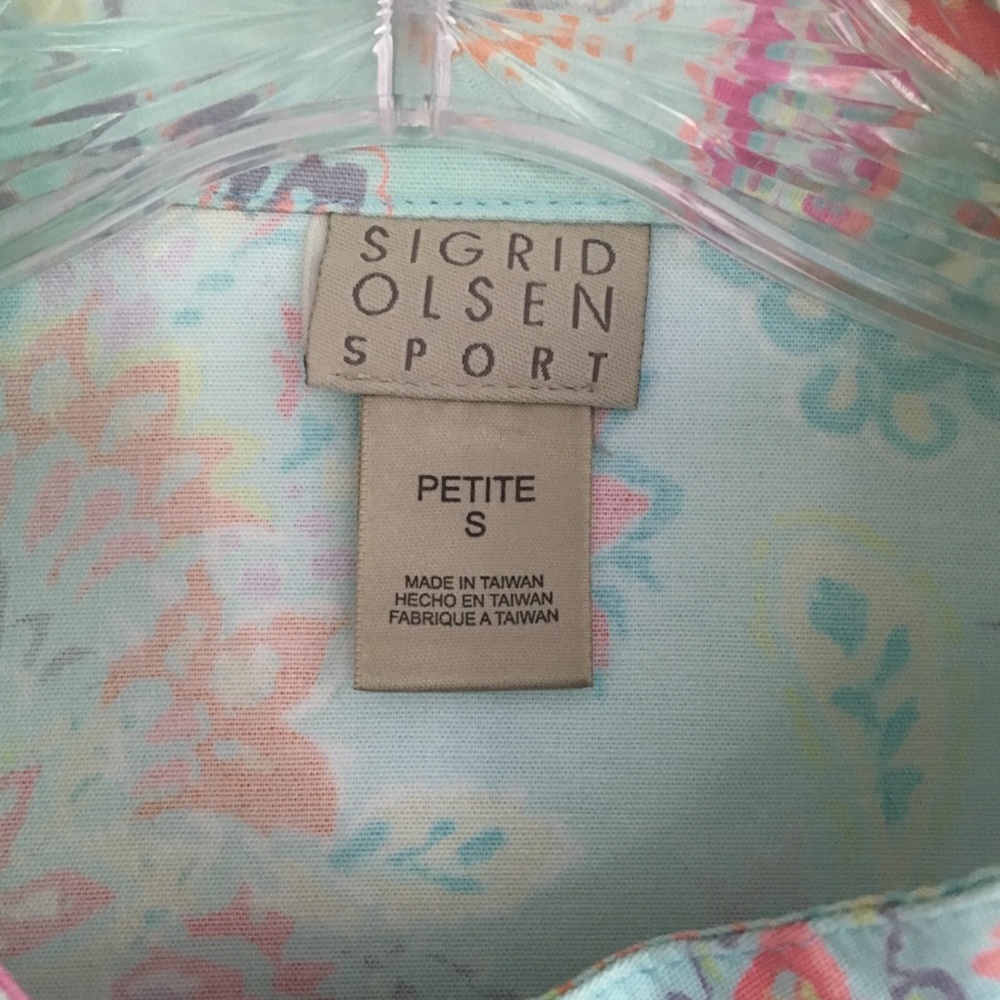 SIGRID
OLSEN
SPORT
PETITE
S
MADE IN TAIWAN
HECHO EN TAIWAN
FABRIQUE A TAIWAN